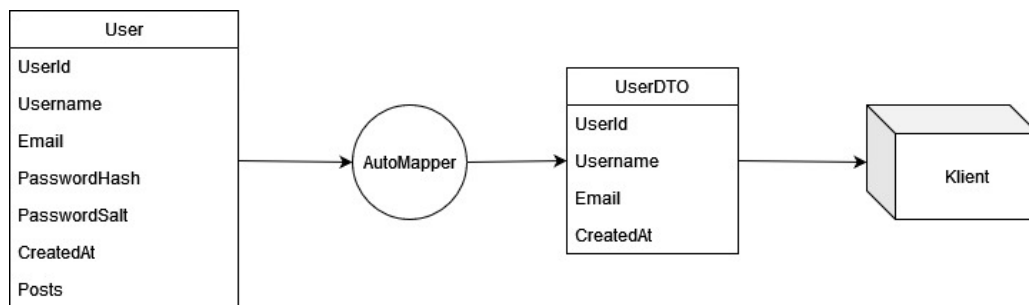 User
UserId
Username
Email
PasswordHash
PasswordSalt
CreatedAt
Posts
AutoMapper
UserDTO
UserId
Username
Email
CreatedAt
Klient